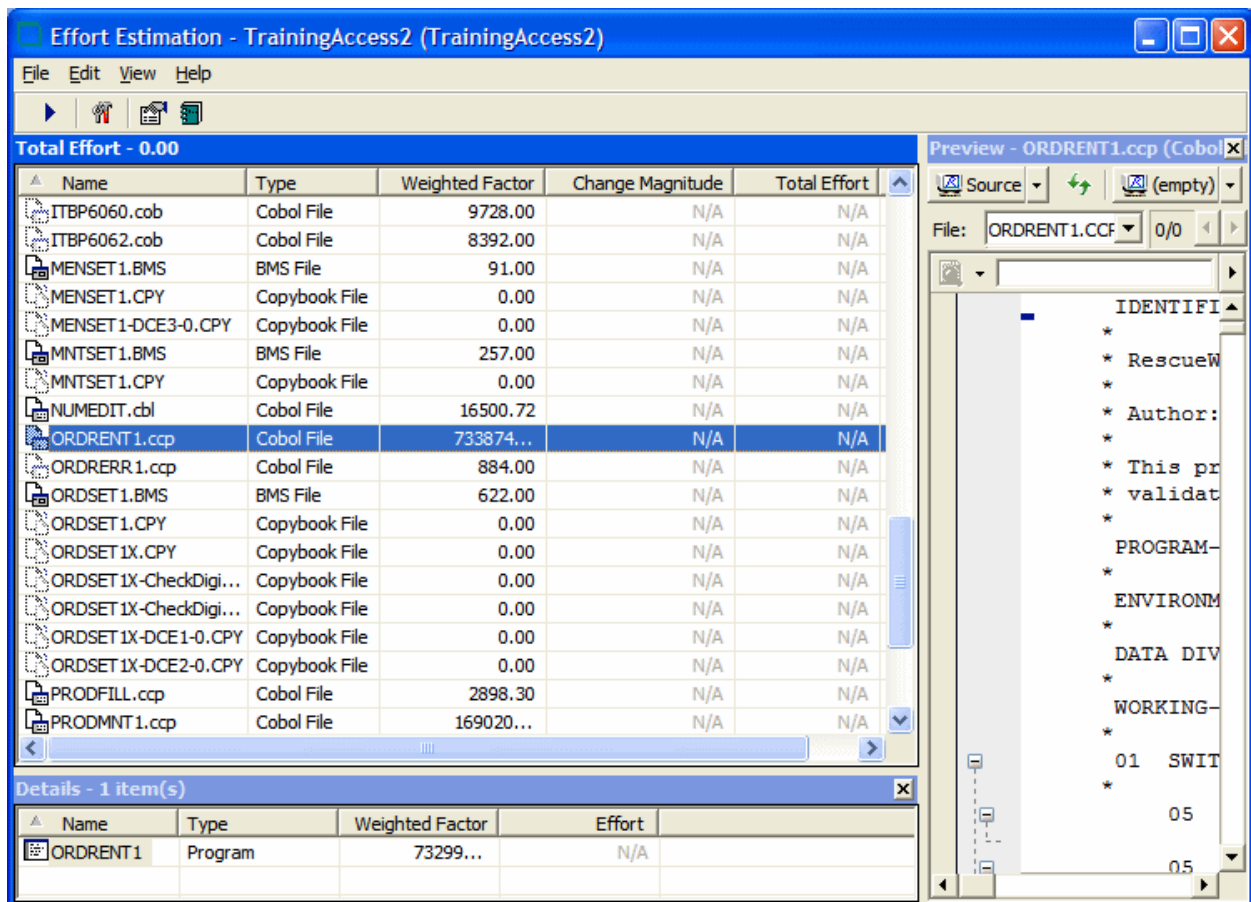 Effort Estimation - TrainingAccess2 (TrainingAccess2)
File Edit View Help
Total Effort - 0.00
Name Type Weighted Factor Change Magnitude Total Effort
ITBP6060.cob Cobol File 9728.00 N/A N/A
ITBP6062.cob Cobol File 8392.00 N/A N/A
MENSET1.BMS BMS File 91.00 N/A N/A
MENSET1.CPY Copybook File 0.00 N/A N/A
MENSET1-DCE3-0.CPY Copybook File 0.00 N/A N/A
MNTSET1.BMS BMS File 257.00 N/A N/A
MNTSET1.CPY Copybook File 0.00 N/A N/A
NUMEDIT.cbl Cobol File 16500.72 N/A N/A
ORDRENT1.ccp Cobol File 733874... N/A N/A
ORDRERR1.ccp Cobol File 884.00 N/A N/A
ORDSET1.BMS BMS File 622.00 N/A N/A
ORDSET1.CPY Copybook File 0.00 N/A N/A
ORDSET1X.CPY Copybook File 0.00 N/A N/A
ORDSET1X-CheckDigi... Copybook File 0.00 N/A N/A
ORDSET1X-CheckDigi... Copybook File 0.00 N/A N/A
ORDSET1X-DCE1-0.CPY Copybook File 0.00 N/A N/A
ORDSET1X-DCE2-0.CPY Copybook File 0.00 N/A N/A
PRODFILL.ccp Cobol File 2898.30 N/A N/A
PRODMNT1.ccp Cobol File 169020... N/A N/A
Details - 1 item(s)
Name Type Weighted Factor Effort
ORDRENT1 Program 73299... N/A
Preview - ORDRENT1.ccp (Cobol
Source (empty)
File: ORDRENT1.CCP 0/0
IDENTIFI
*
* RescueW
*
* Author:
*
* This pr
* validat
*
PROGRAM-
*
ENVIRONM
*
DATA DIV
*
WORKING-
*
01 SWIT
*
05
05